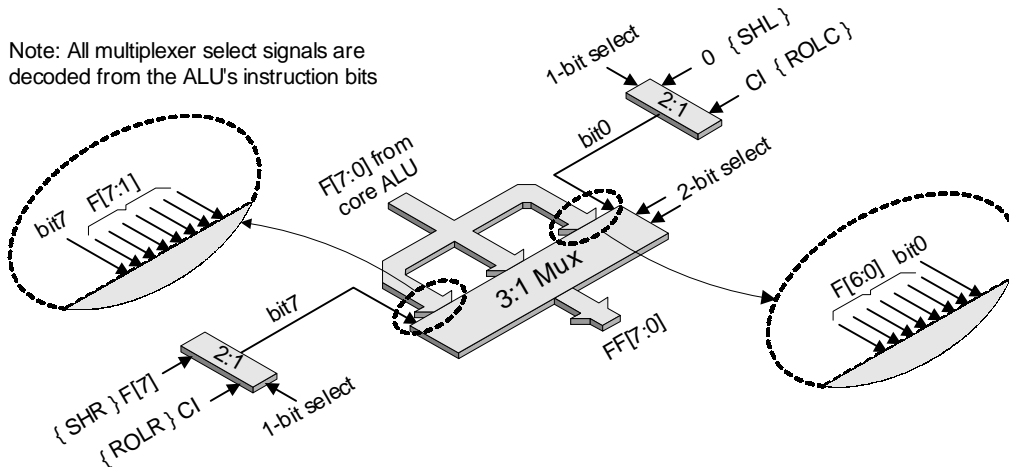 Note: All multiplexer select signals are
decoded from the ALU's instruction bits
1-bit select
0 { SHL }
CI { ROLC }
2:1
bit0
2-bit select
F[7:0] from
core ALU
3:1 Mux
FF[7:0]
bit7
F[7:1]
F[6:0]
bit0
bit7
2:1
{ SHR } F[7]
{ ROLR } CI
1-bit select